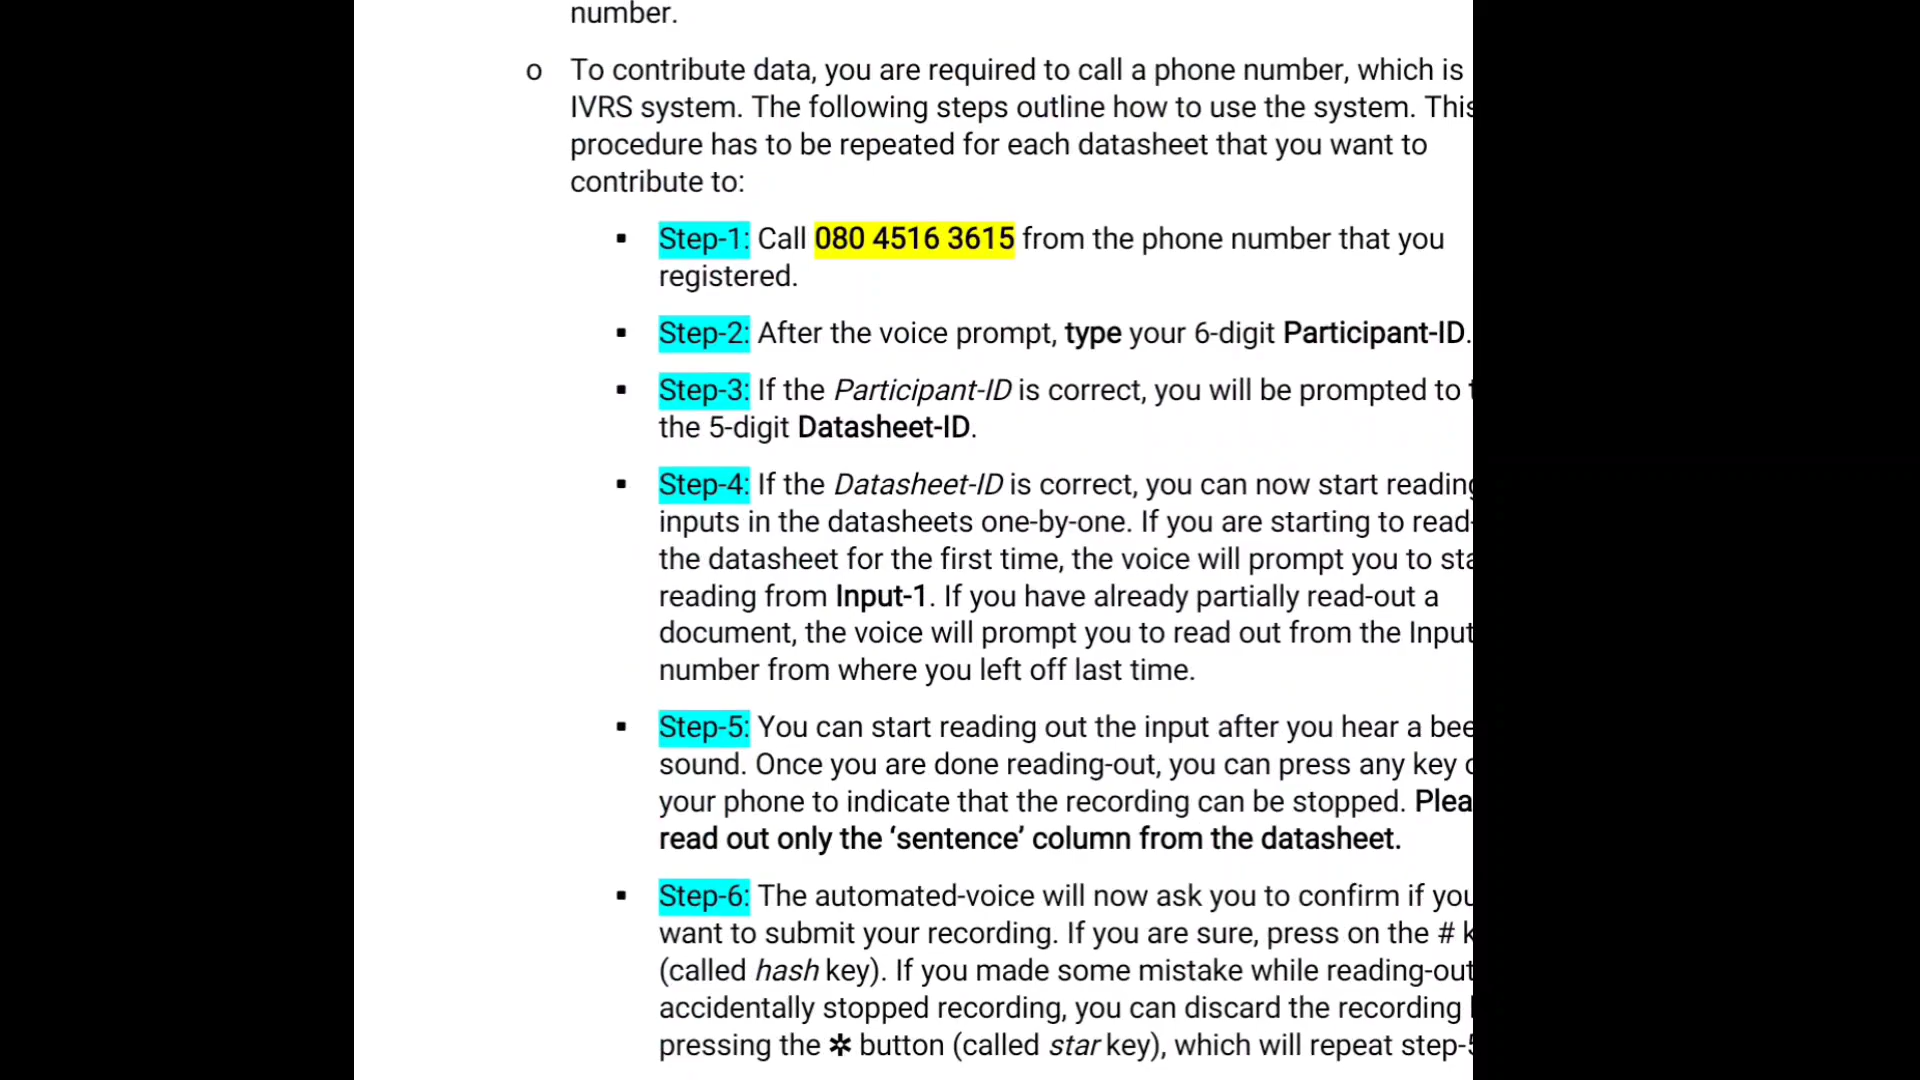 number.
o To contribute data, you are required to call a phone number, which is
IVRS system. The following steps outline how to use the system. This
procedure has to be repeated for each datasheet that you want to
contribute to:
▪ Step-1: Call 080 4516 3615 from the phone number that you
registered.
▪ Step-2: After the voice prompt, type your 6-digit Participant-ID.
▪ Step-3: If the Participant-ID is correct, you will be prompted to
the 5-digit Datasheet-ID.
▪ Step-4: If the Datasheet-ID is correct, you can now start reading
inputs in the datasheets one-by-one. If you are starting to read-
the datasheet for the first time, the voice will prompt you to
reading from Input-1. If you have already partially read-out a
document, the voice will prompt you to read out from the Input
number from where you left off last time.
▪ Step-5: You can start reading out the input after you hear a
sound. Once you are done reading-out, you can press any key
your phone to indicate that the recording can be stopped.
read out only the ‘sentence’ column from the datasheet.
▪ Step-6: The automated-voice will now ask you to confirm if you
want to submit your recording. If you are sure, press on the #
(called hash key). If you made some mistake while reading-out
accidentally stopped recording, you can discard the recording
pressing the ✲ button (called star key), which will repeat step-5